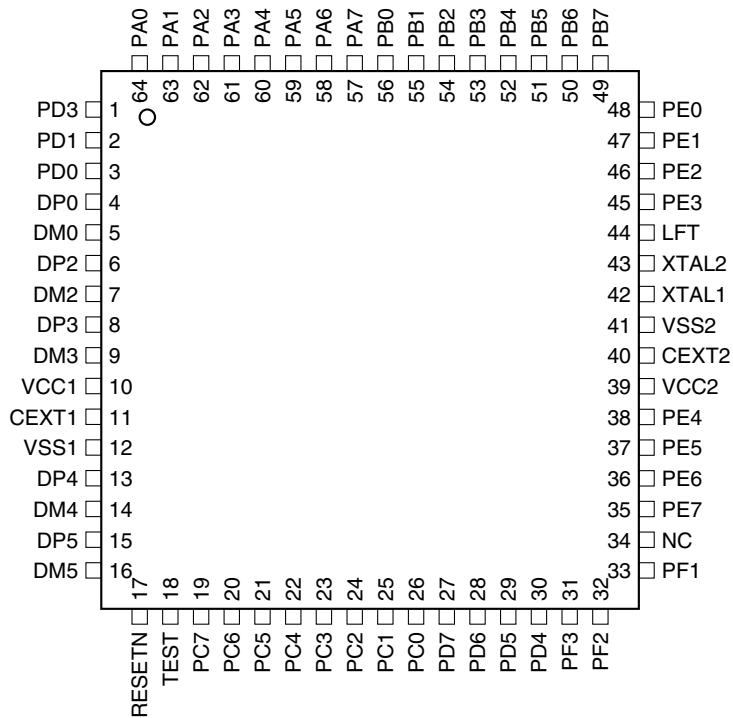 PA0 PA1 PA2 PA3 PA4 PA5 PA6 PA7 PB0 PB1 PB2 PB3 PB4 PB5 PB6 PB7
64 63 62 61 60 59 58 57 56 55 54 53 52 51 50 49
PD3 1 48 PE0
PD1 2 47 PE1
PD0 3 46 PE2
DP0 4 45 PE3
DM0 5 44 LFT
DP2 6 43 XTAL2
DM2 7 42 XTAL1
DP3 8 41 VSS2
DM3 9 40 CEXT2
VCC1 10 39 VCC2
CEXT1 11 38 PE4
VSS1 12 37 PE5
DP4 13 36 PE6
DM4 14 35 PE7
DP5 15 34 NC
DM5 16 33 PF1
17 18 19 20 21 22 23 24 25 26 27 28 29 30 31 32
RESETN TEST PC7 PC6 PC5 PC4 PC3 PC2 PC1 PC0 PD7 PD6 PD5 PD4 PF3 PF2